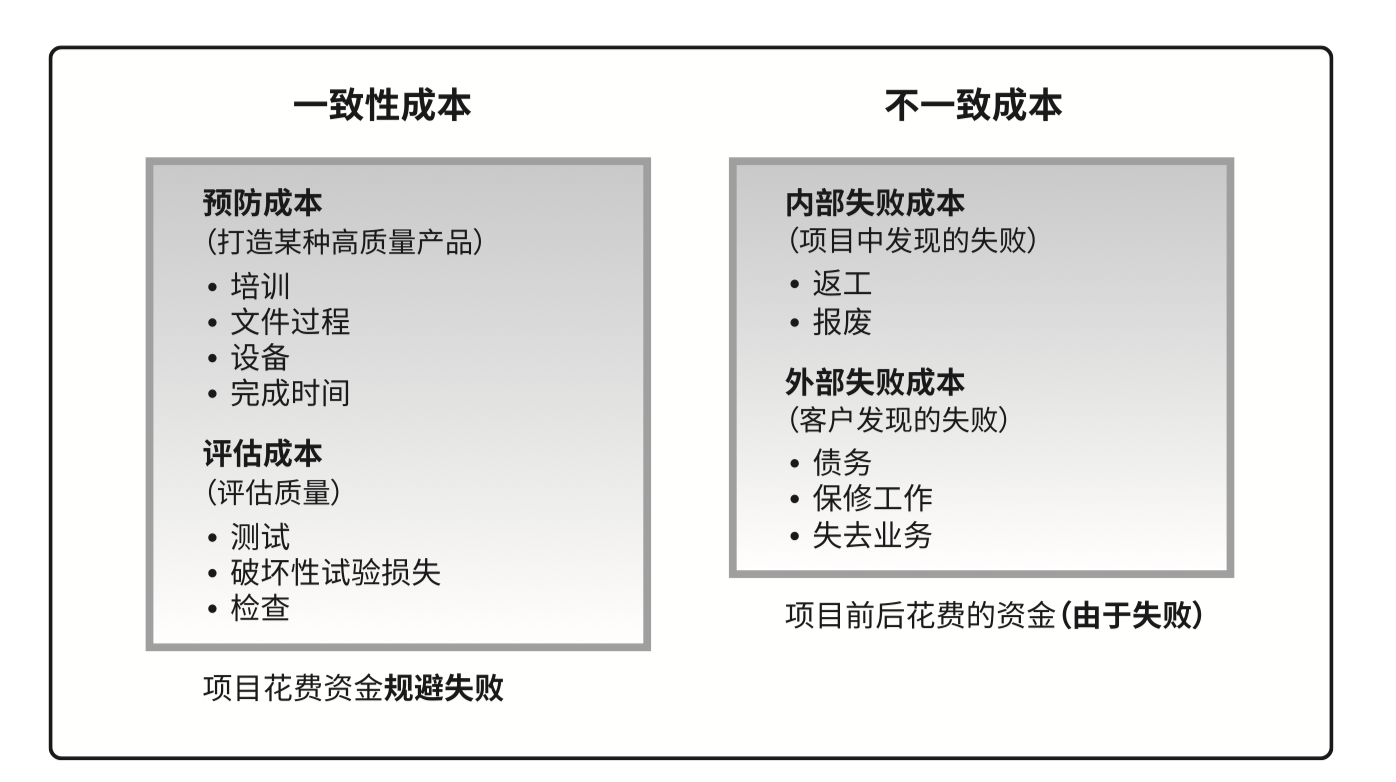 一致性成本
预防成本
（打造某种高质量产品）
• 培训
• 文件过程
• 设备
• 完成时间
评估成本
（评估质量）
• 测试
• 破坏性试验损失
• 检查
项目花费资金规避失败
不一致成本
内部失败成本
（项目中发现的失败）
• 返工
• 报废
外部失败成本
（客户发现的失败）
• 债务
• 保修工作
• 失去业务
项目前后花费的资金（由于失败）